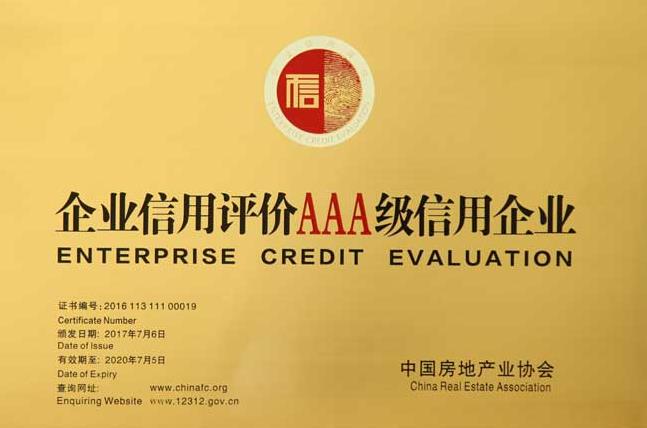 信
ENTERPRISE CREDIT EVALUATION
企业信用评价AAA级信用企业
ENTERPRISE CREDIT EVALUATION
证书编号: 2016 113 111 00019
Certificate Number
颁发日期: 2017年7月6日
Date of Issue
有效期至: 2020年7月5日
Date of Expiry
查询网址: www.chinafc.org
Enquiring Website www.12312.gov.cn
中国房地产业协会
China Real Estate Association